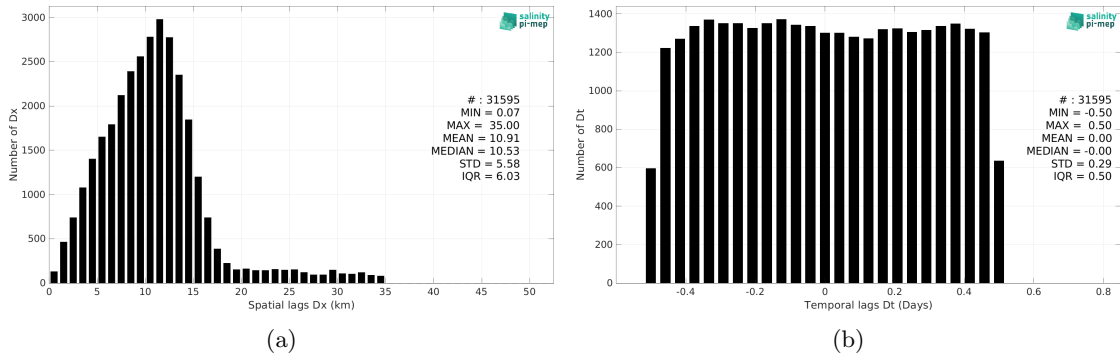 3000
2500
2000
1500
1000
500
0
Number of Dx
0 5 10 15 20 25 30 35 40 45 50
Spatial lags Dx (km)
salinity
pi-mep
# : 31595
MIN = 0.07
MAX = 35.00
MEAN = 10.91
MEDIAN = 10.53
STD = 5.58
IQR = 6.03
(a)
1400
1200
1000
800
600
400
200
0
Number of Dt
-0.4 -0.2 0 0.2 0.4 0.6 0.8
Temporal lags Dt (Days)
salinity
pi-mep
# : 31595
MIN = -0.50
MAX = 0.50
MEAN = 0.00
MEDIAN = -0.00
STD = 0.29
IQR = 0.50
(b)